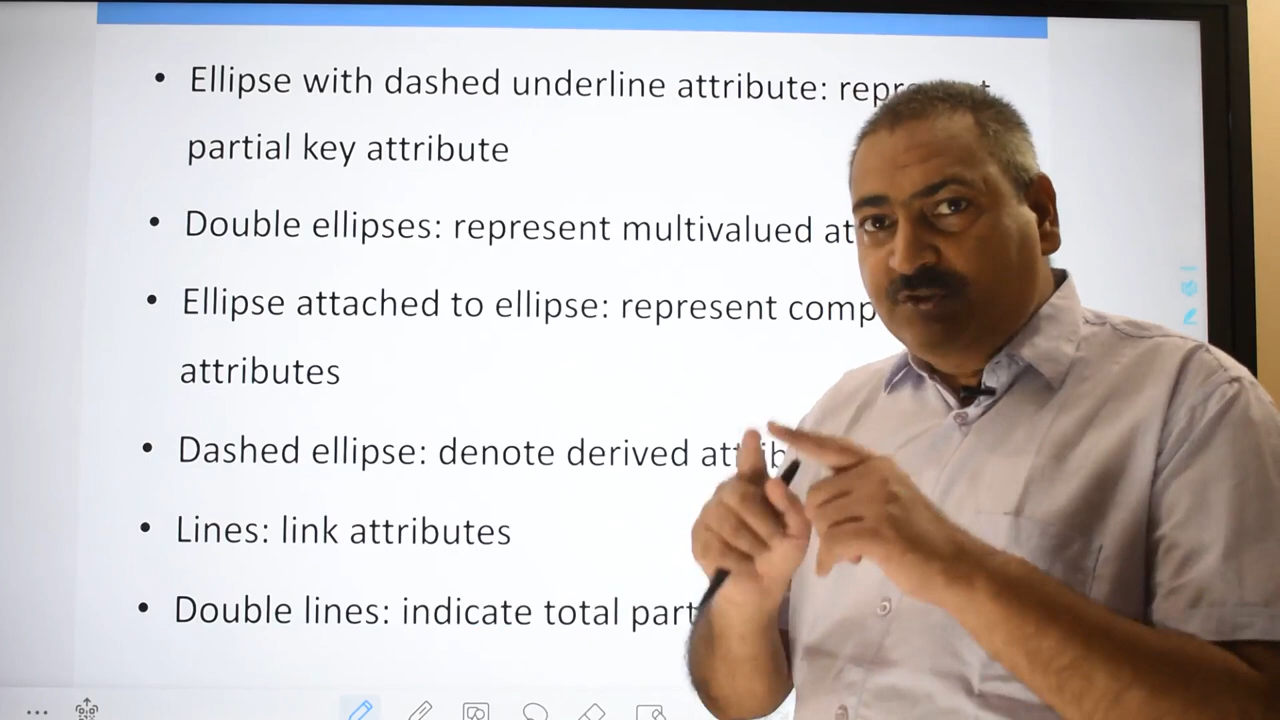 • Ellipse with dashed underline attribute: represent
partial key attribute
• Double ellipses: represent multivalued at
• Ellipse attached to ellipse: represent comp
attributes
• Dashed ellipse: denote derived attrib
• Lines: link attributes
• Double lines: indicate total part